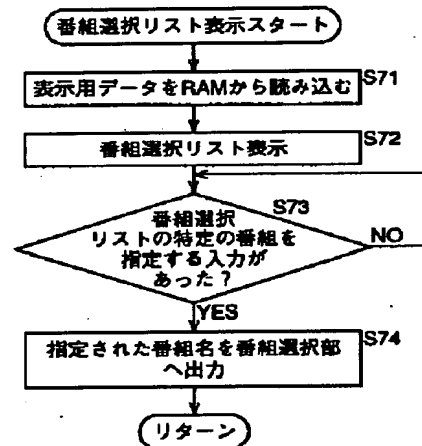 番組選択リスト表示スタート
S71
表示用データをRAMから読み込む
S72
番組選択リスト表示
S73
番組選択
リストの特定の番組を
指定する入力が
あった?
NO
YES
S74
指定された番組名を番組選択部
へ出力
リターン